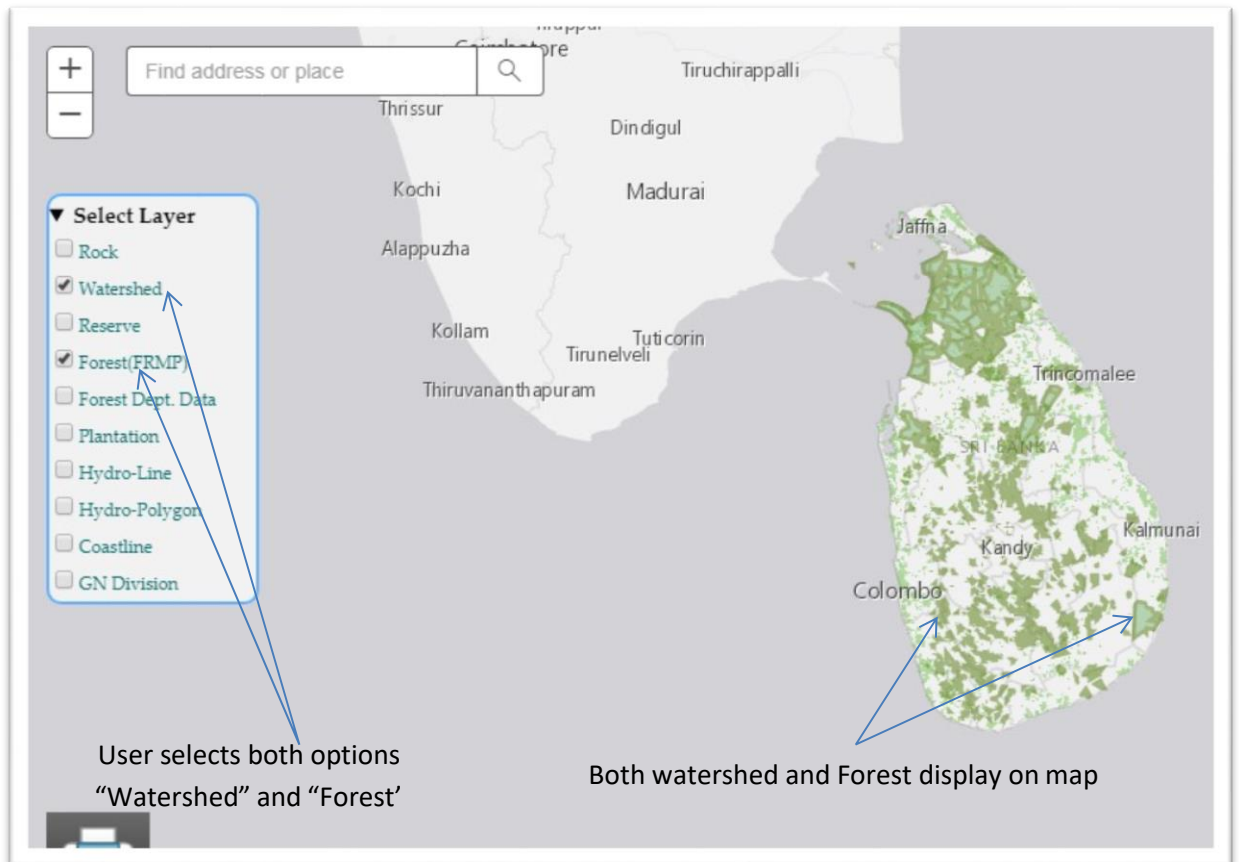 +
Find address or place
−
Select Layer
Rock
Watershed
Reserve
Forest(FRMP)
Forest Dept. Data
Plantation
Hydro-Line
Hydro-Polygon
Coastline
GN Division
Tiruchirappalli
Thrissur
Dindigul
Kochi
Madurai
Alappuzha
Kollam
Tuticorin
Tirunelveli
Thiruvananthapuram
Jaffna
Trincomalee
SRI LANKA
Kandy
Kalmunai
Colombo
User selects both options
“Watershed” and “Forest’
Both watershed and Forest display on map